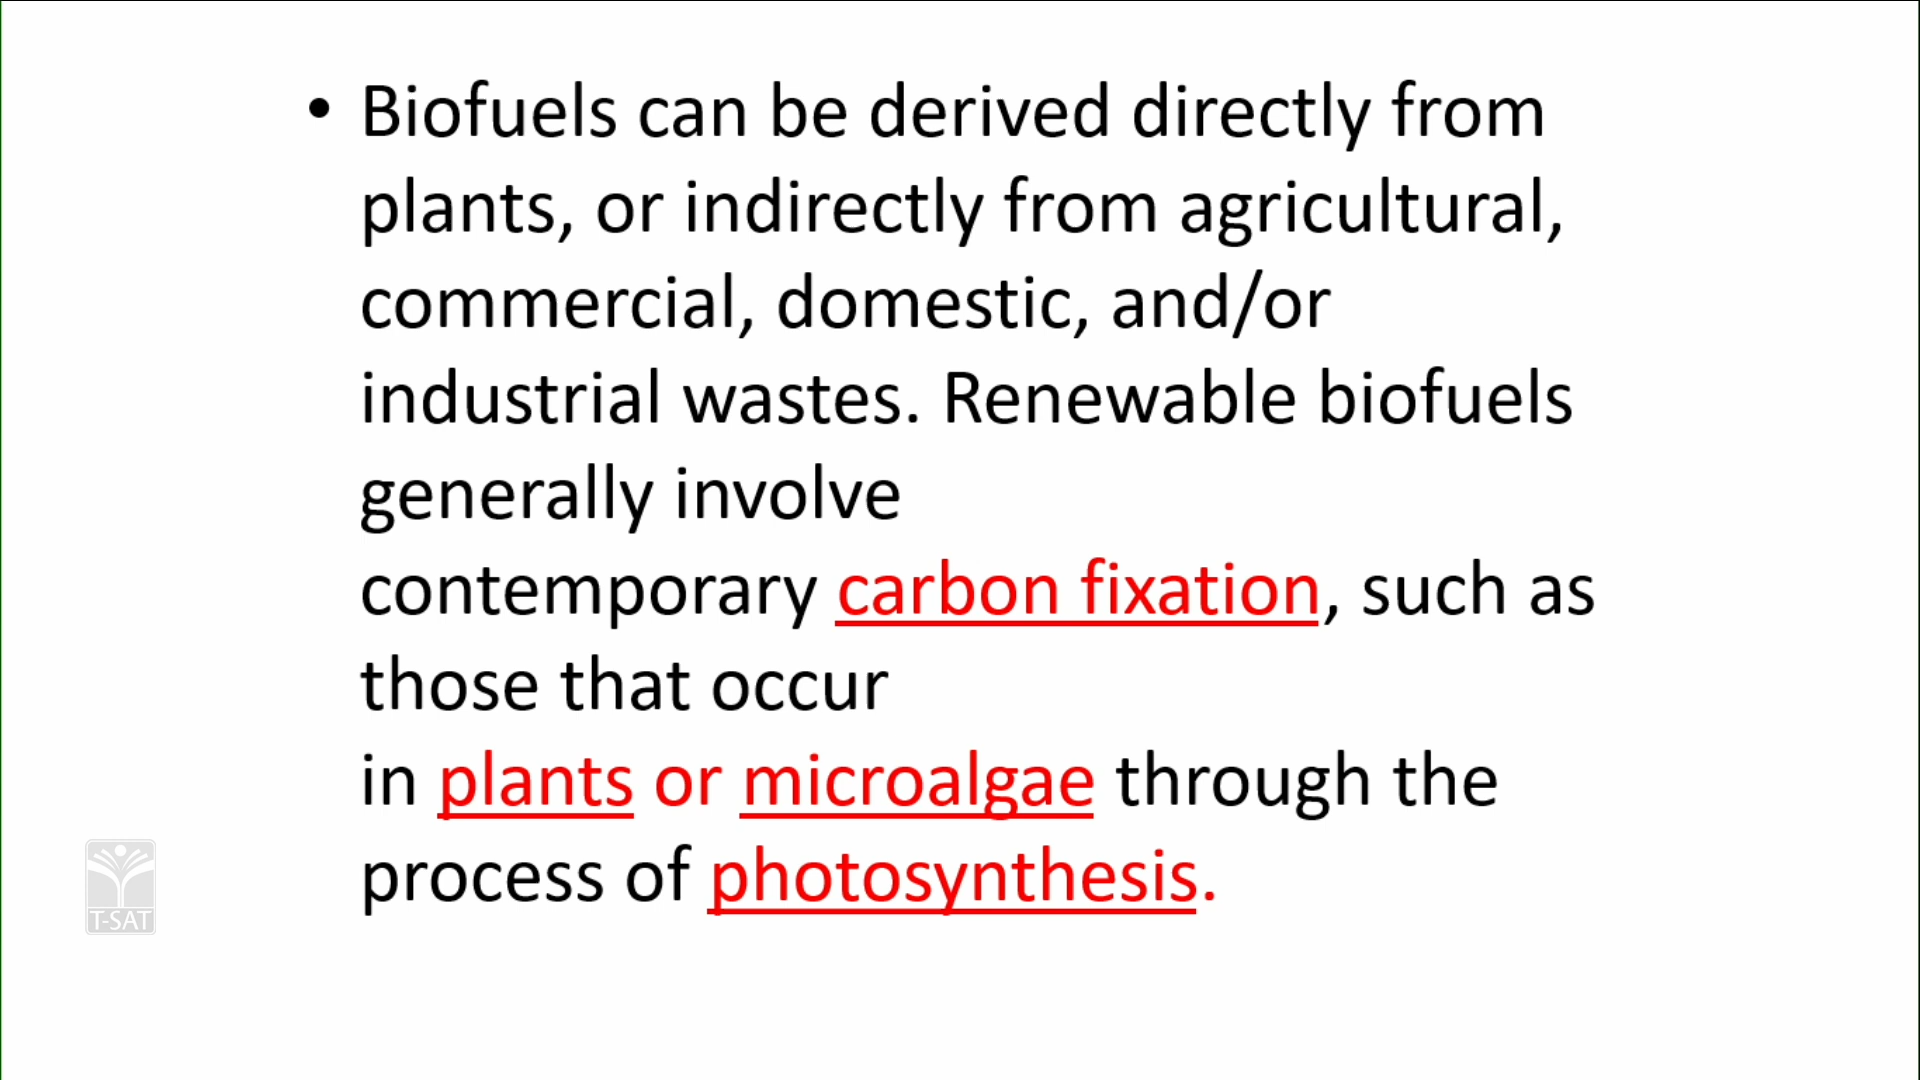 • Biofuels can be derived directly from
plants, or indirectly from agricultural,
commercial, domestic, and/or
industrial wastes. Renewable biofuels
generally involve
contemporary carbon fixation, such as
those that occur
in plants or microalgae through the
process of photosynthesis.
T-SAT